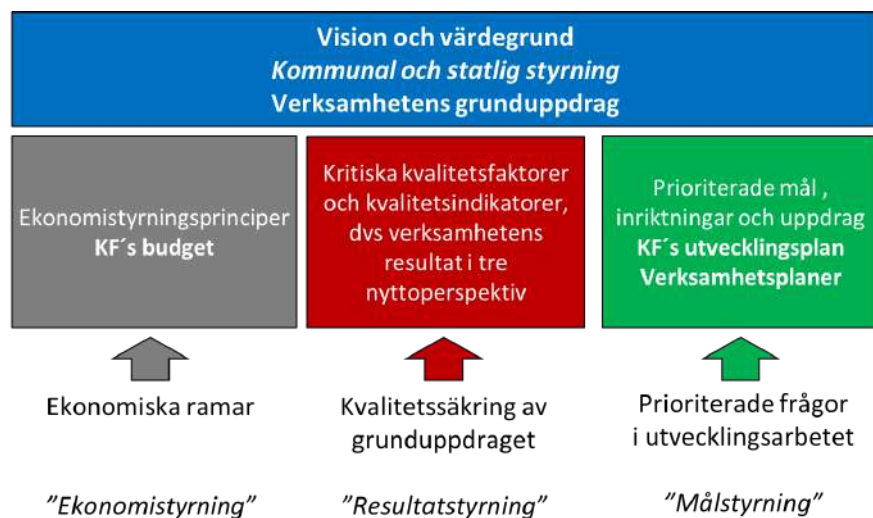 Vision och värdegrund
Kommunal och statlig styrning
Verksamhetens grunduppdrag
Ekonomistyrningsprinciper
KF´s budget
Kritiska kvalitetsfaktorer
och kvalitetsindikatorer,
dvs verksamhetens
resultat i tre
nyttoperspektiv
Prioriterade mål ,
inriktningar och uppdrag
KF´s utvecklingsplan
Verksamhetsplaner
Ekonomiska ramar
Kvalitetssäkring av
grunduppdraget
Prioriterade frågor
i utvecklingsarbetet
”Ekonomistyrning”
”Resultatstyrning”
”Målstyrning”